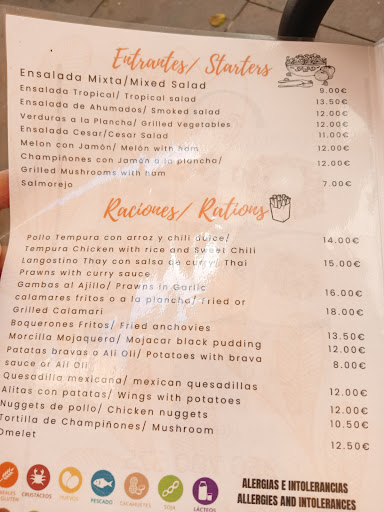 Entrantes/ Starters
Ensalada Mixta/Mixed Salad 9.00€
Ensalada Tropical/ Tropical salad 13.50€
Ensalada de Ahumados/ Smoked salad 12.00€
Verduras a la Plancha/ Grilled Vegetables 12.00€
Ensalada Cesar/Cesar Salad 11.00€
Melon con Jamón/ Melón with ham 12.00€
Champiñones con Jamón a la plancha/ 12.00€
Grilled Mushrooms with ham
Salmorejo 7.00€
Raciones/ Rations
Pollo Tempura con arroz y chili dulce/ 14.00€
Tempura Chicken with rice and Sweet Chili
Langostino Thay con salsa de curry/ Thai 15.00€
Prawns with curry sauce
Gambas al Ajillo/ Prawns in Garlic 16.00€
calamares fritos o a la plancha/ Fried or 18.00€
Grilled Calamari
Boquerones Fritos/ Fried anchovies 13.50€
Morcilla Mojaquera/ Mojacar black pudding 12.00€
Patatas bravas o Ali Oli/ Potatoes with brava 8.00€
sauce or Ali Oli
Quesadilla mexicana/ mexican quesadillas 12.00€
Alitas con patatas/ Wings with potatoes 12.00€
Nuggets de pollo/ Chicken nuggets 10.50€
Tortilla de Champiñones/ Mushroom 12.50€
Omelet
GLUTEN
CRUSTÁCEOS
HUEVOS
PESCADO
CACAHUETES
SOJA
LÁCTEOS
ALERGIAS E INTOLERANCIAS
ALLERGIES AND INTOLERANCES